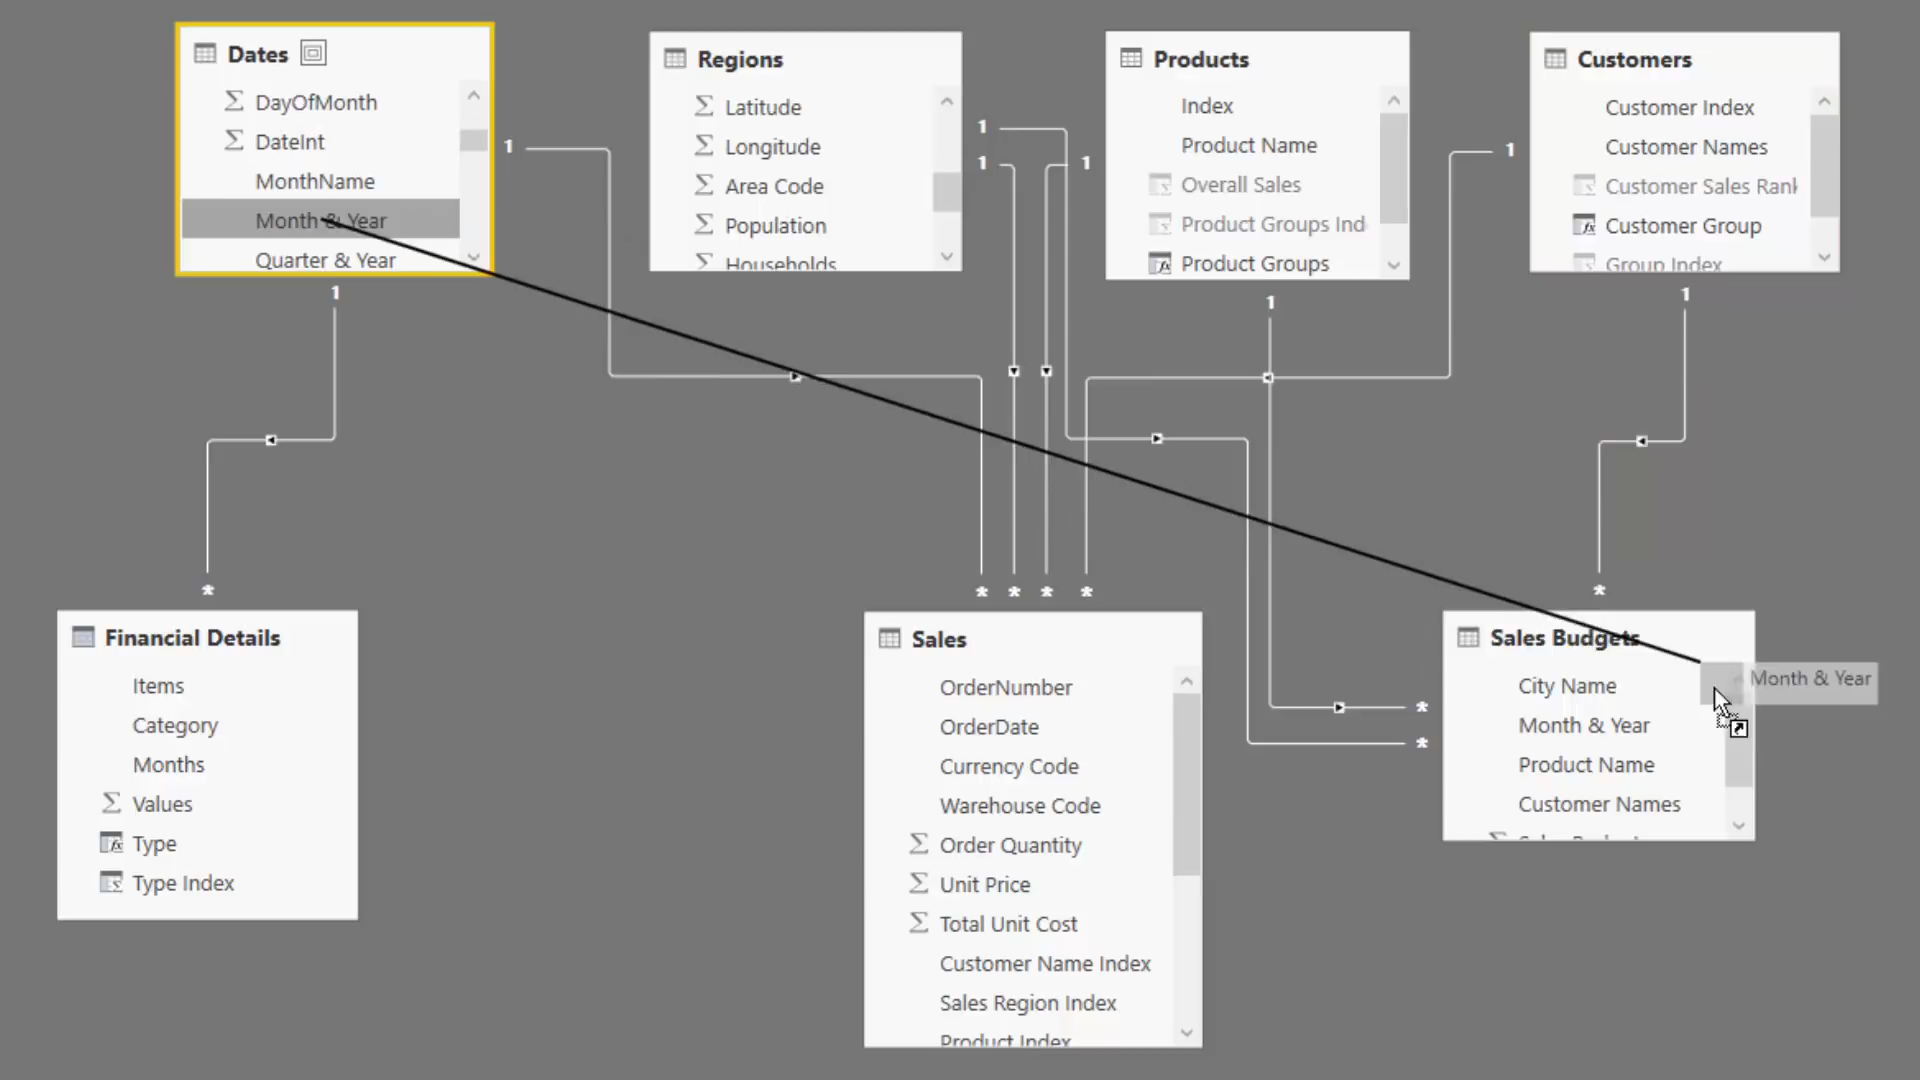 Dates
DayOfMonth
DateInt
MonthName
Month & Year
Quarter & Year
1
1
Regions
Latitude
Longitude
Area Code
Population
Households
1
1
Products
Index
Product Name
Overall Sales
Product Groups Ind
Product Groups
1
1
Customers
Customer Index
Customer Names
Customer Sales Rank
Customer Group
Group Index
1
1
*
Financial Details
Items
Category
Months
Values
Type
Type Index
* * * *
Sales
OrderNumber
OrderDate
Currency Code
Warehouse Code
Order Quantity
Unit Price
Total Unit Cost
Customer Name Index
Sales Region Index
Product Index
*
*
*
Sales Budgets
City Name
Month & Year
Product Name
Customer Names
Month & Year